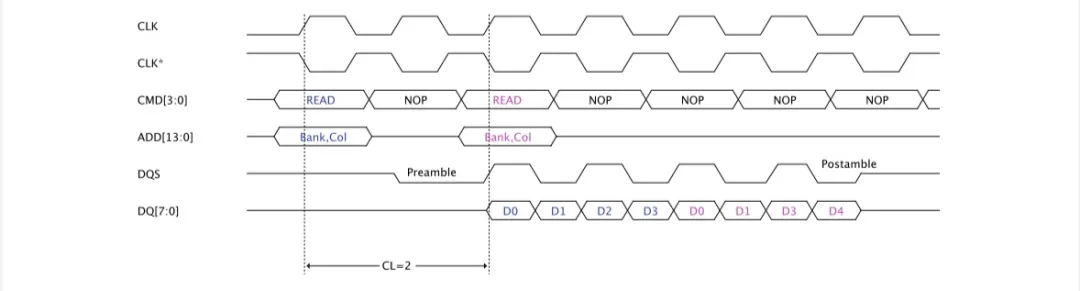 CLK
CLK*
CMD[3:0] READ NOP READ NOP NOP NOP NOP
ADD[13:0] Bank,Col Bank,Col
DQS Preamble Postamble
DQ[7:0] D0 D1 D2 D3 D0 D1 D3 D4
CL=2